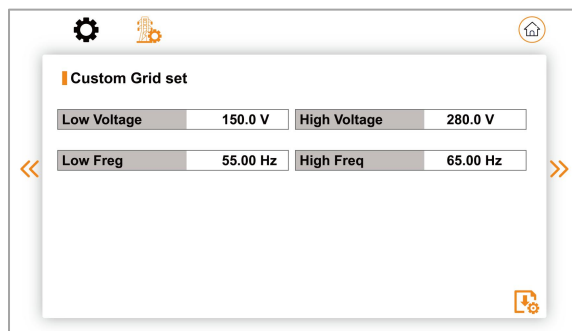 Custom Grid set
Low Voltage 150.0 V High Voltage 280.0 V
Low Freg 55.00 Hz High Freq 65.00 Hz